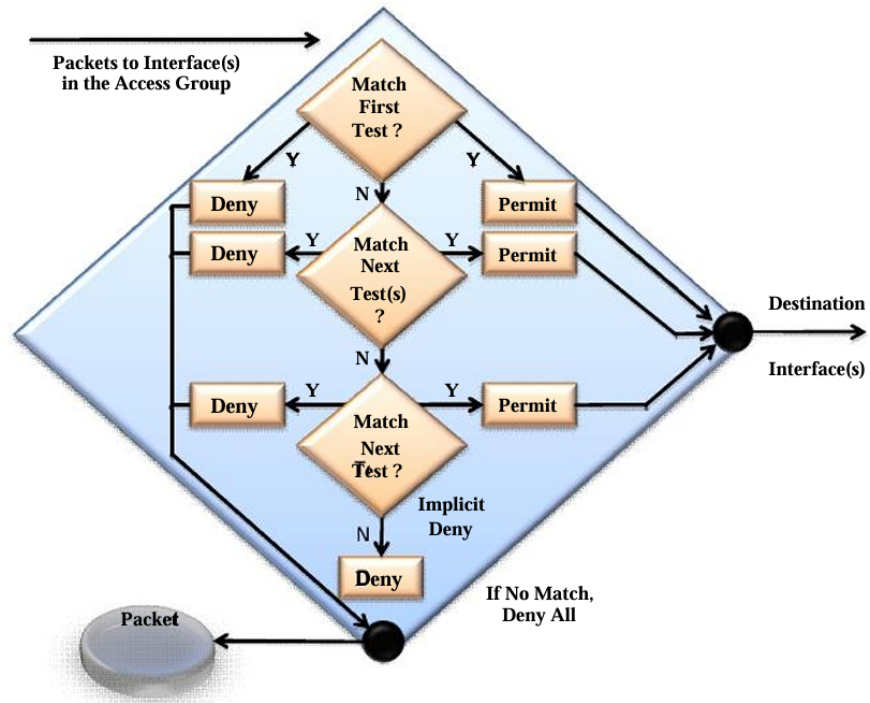 Packets to Interface(s)
in the Access Group
Match
First
Test ?
Y
Y
Deny
N
Permit
Deny
Y
Match
Next
Test(s)
?
Y
Permit
Destination
Interface(s)
N
Deny
Y
Match
Next
Test ?
Y
Permit
Implicit
Deny
N
Deny
If No Match,
Deny All
Packet